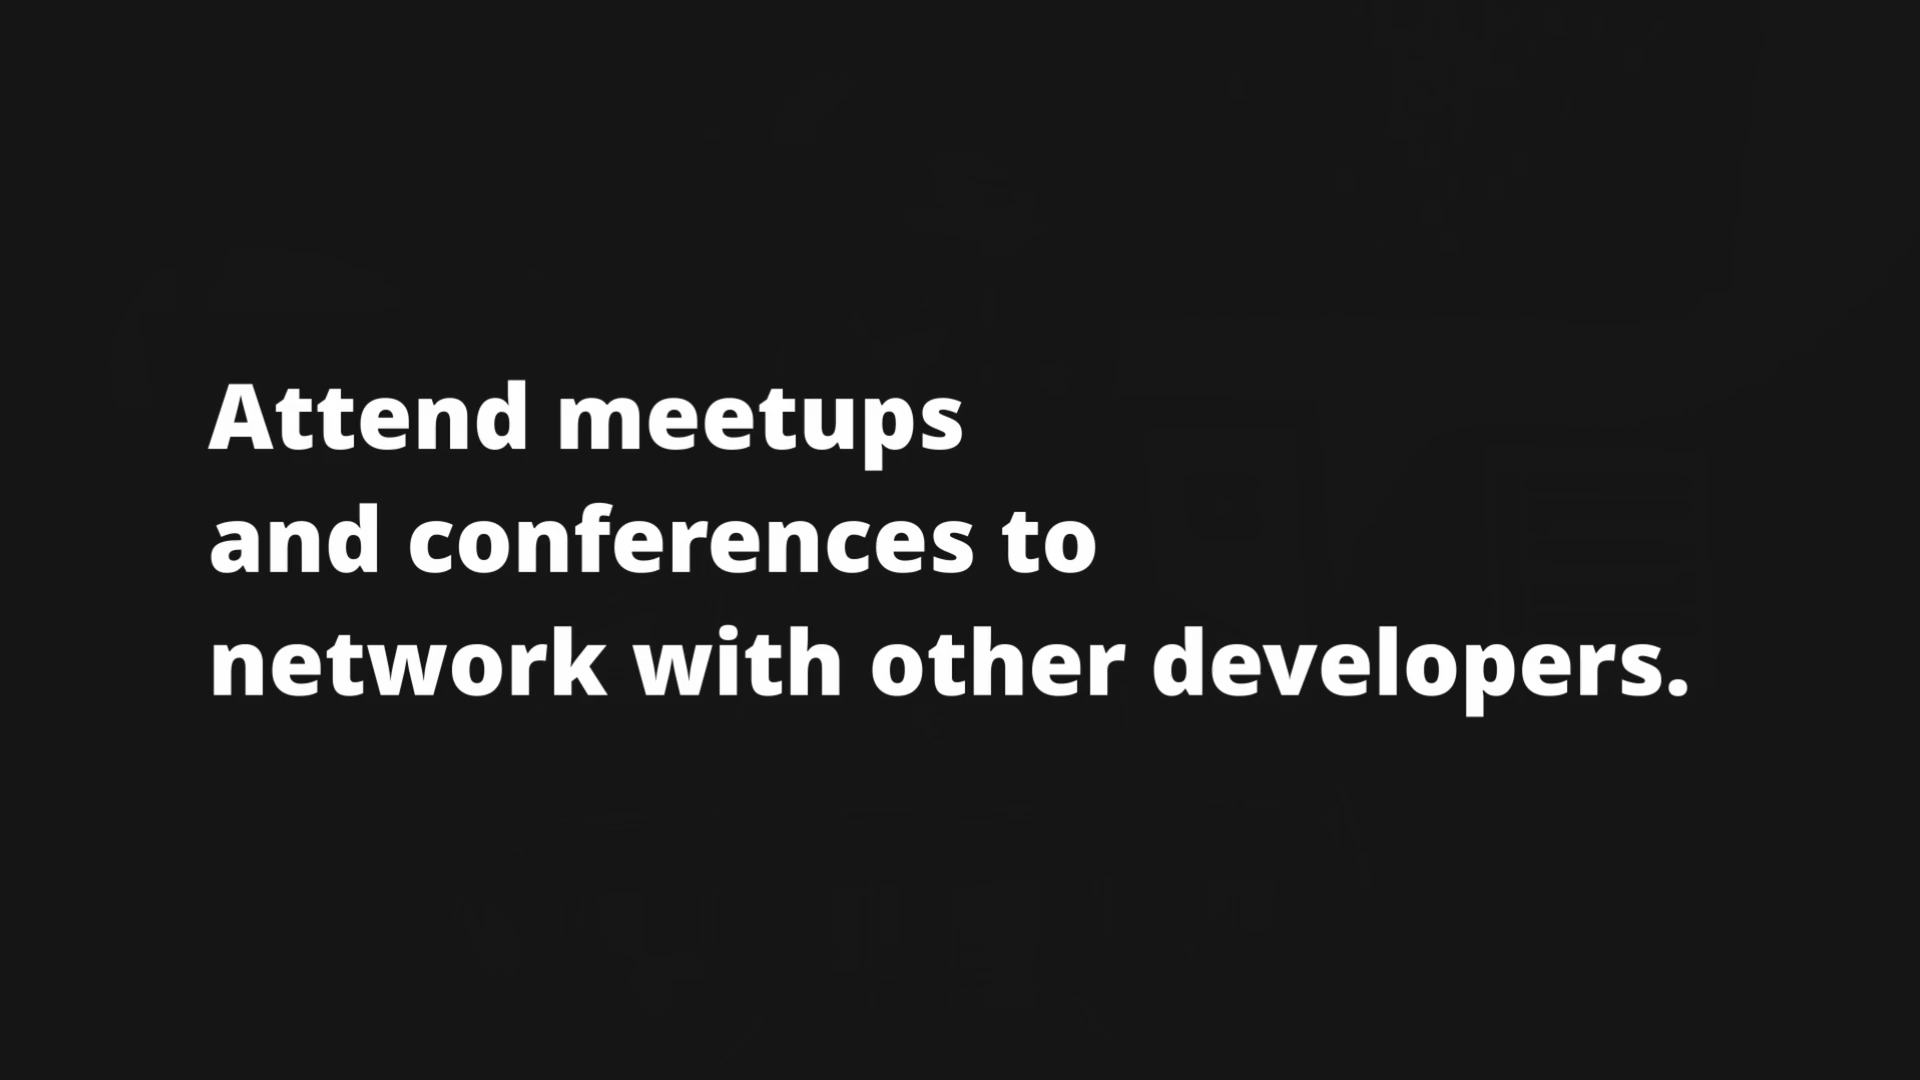 Attend meetups
and conferences to
network with other developers.